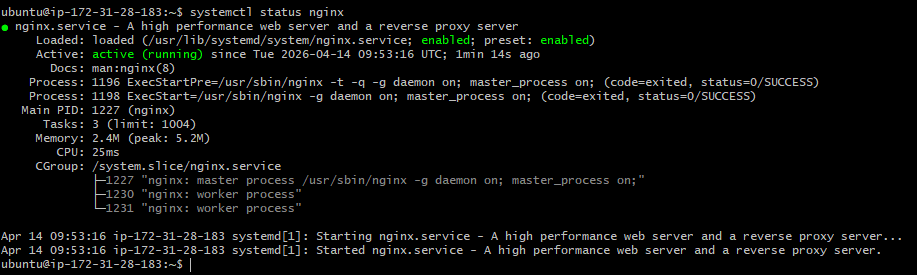 ubuntu@ip-172-31-28-183:~$ systemctl status nginx
● nginx.service - A high performance web server and a reverse proxy server
     Loaded: loaded (/usr/lib/systemd/system/nginx.service; enabled; preset: enabled)
     Active: active (running) since Tue 2026-04-14 09:53:16 UTC; 1min 14s ago
       Docs: man:nginx(8)
    Process: 1196 ExecStartPre=/usr/sbin/nginx -t -q -g daemon on; master_process on; (code=exited, status=0/SUCCESS)
    Process: 1198 ExecStart=/usr/sbin/nginx -g daemon on; master_process on; (code=exited, status=0/SUCCESS)
   Main PID: 1227 (nginx)
      Tasks: 3 (limit: 1004)
     Memory: 2.4M (peak: 5.2M)
        CPU: 25ms
     CGroup: /system.slice/nginx.service
             ├─1227 "nginx: master process /usr/sbin/nginx -g daemon on; master_process on;"
             ├─1230 "nginx: worker process"
             └─1231 "nginx: worker process"

Apr 14 09:53:16 ip-172-31-28-183 systemd[1]: Starting nginx.service - A high performance web server and a reverse proxy server...
Apr 14 09:53:16 ip-172-31-28-183 systemd[1]: Started nginx.service - A high performance web server and a reverse proxy server.
ubuntu@ip-172-31-28-183:~$